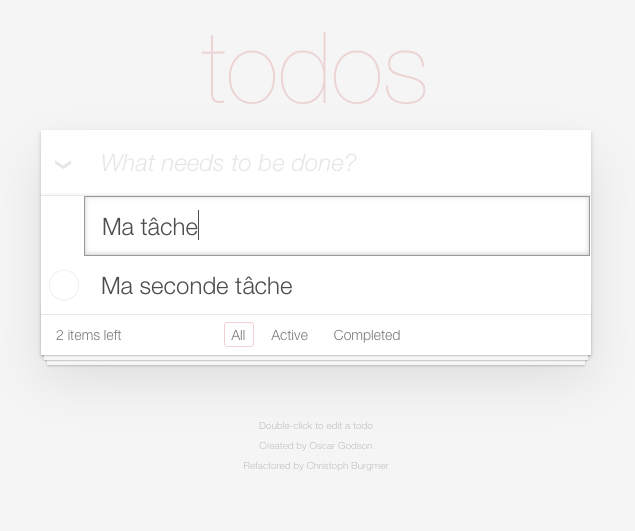 todos
What needs to be done?
Ma tâche
Ma seconde tâche
2 items left All Active Completed
Double-click to edit a todo
Created by Oscar Godson
Refactored by Christoph Burgmer